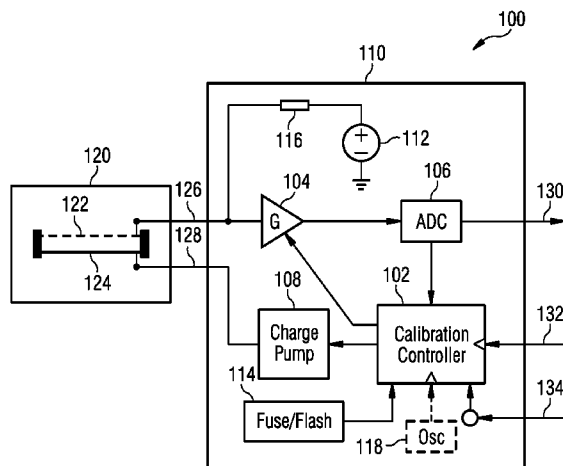 100
110
116
+
−
112
120
122
124
126
128
104
G
106
ADC
130
108
Charge
Pump
102
Calibration
Controller
132
114
Fuse/Flash
118
Osc
134